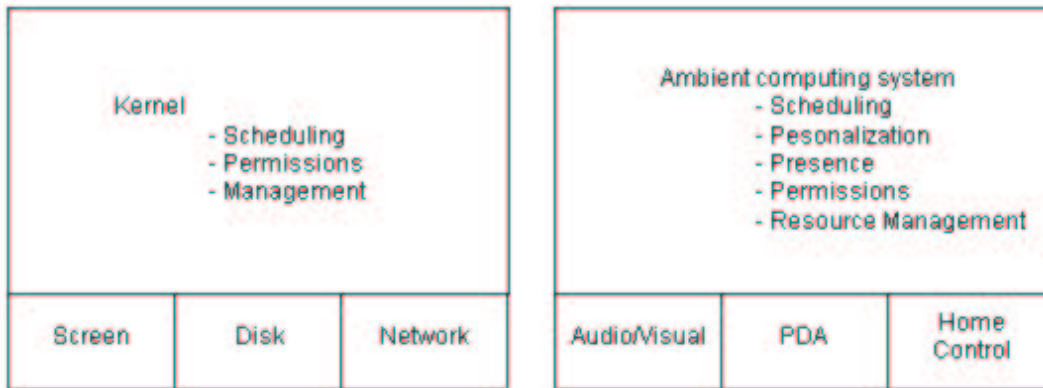 Kernel
- Scheduling
- Permissions
- Management
Screen
Disk
Network
Ambient computing system
- Scheduling
- Pesonalization
- Presence
- Permissions
- Resource Management
Audio/Visual
PDA
Home
Control